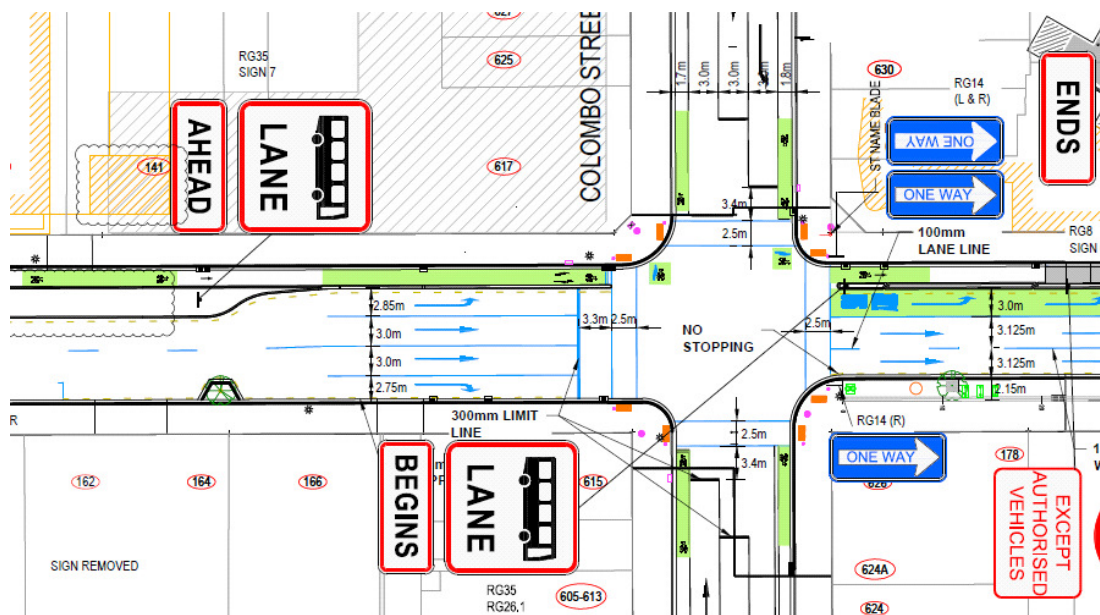 COLOMBO STREE
625
RG35
SIGN 7
141
617
AHEAD
LANE
1.7m
3.0m
3.0m
1.8m
630
RG14
(L & R)
ST NAME BLADE
ONE WAY
ONE WAY
ENDS
3.4m
2.5m
100mm
LANE LINE
RG8
SIGN
2.85m
3.0m
3.0m
2.75m
3.3m
2.5m
NO
STOPPING
2.5m
3.0m
3.125m
3.125m
2.15m
300mm LIMIT
LINE
R
2.5m
3.4m
RG14 (R)
ONE WAY
162
164
166
BEGINS
LANE
615
178
626
EXCEPT
AUTHORISED
VEHICLES
SIGN REMOVED
RG35
RG26,1
605-613
624A
624